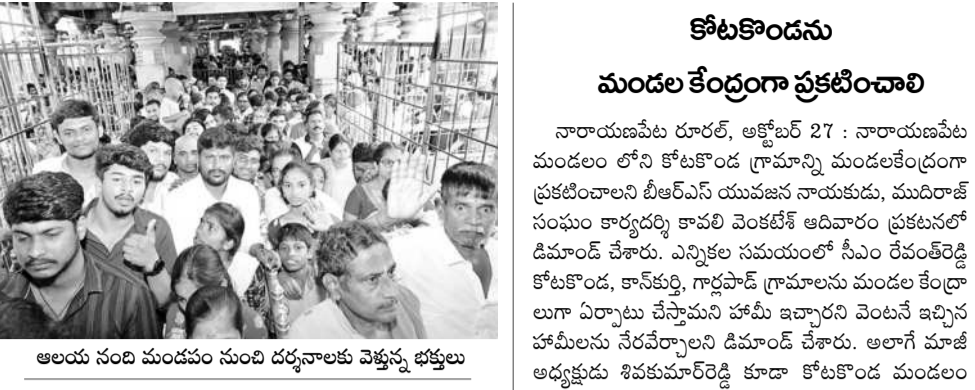 ఆలయ నంది మండపం నుంచి దర్శనాలకు వెళ్తున్న భక్తులు
కోటకొండను
మండల కేంద్రంగా ప్రకటించాలి
నారాయణపేట రూరల్, అక్టోబర్ 27 : నారాయణపేట
మండలం లోని కోటకొండ గ్రామాన్ని మండలకేంద్రంగా
ప్రకటించాలని బీఆర్ఎస్ యువజన నాయకుడు, ముదిరాజ్
సంఘం కార్యదర్శి కావలి వెంకటేశ్ ఆదివారం ప్రకటనలో
డిమాండ్ చేశారు. ఎన్నికల సమయంలో సీఎం రేవంత్‌రెడ్డి
కోటకొండ, కాన్‌కుర్తి, గార్లపాడ్ గ్రామాలను మండల కేంద్రా
లుగా ఏర్పాటు చేస్తామని హామీ ఇచ్చారని వెంటనే ఇచ్చిన
హామీలను నేరవేర్చాలని డిమాండ్ చేశారు. అలాగే మాజీ
అధ్యక్షుడు శివకుమార్‌రెడ్డి కూడా కోటకొండ మండలం